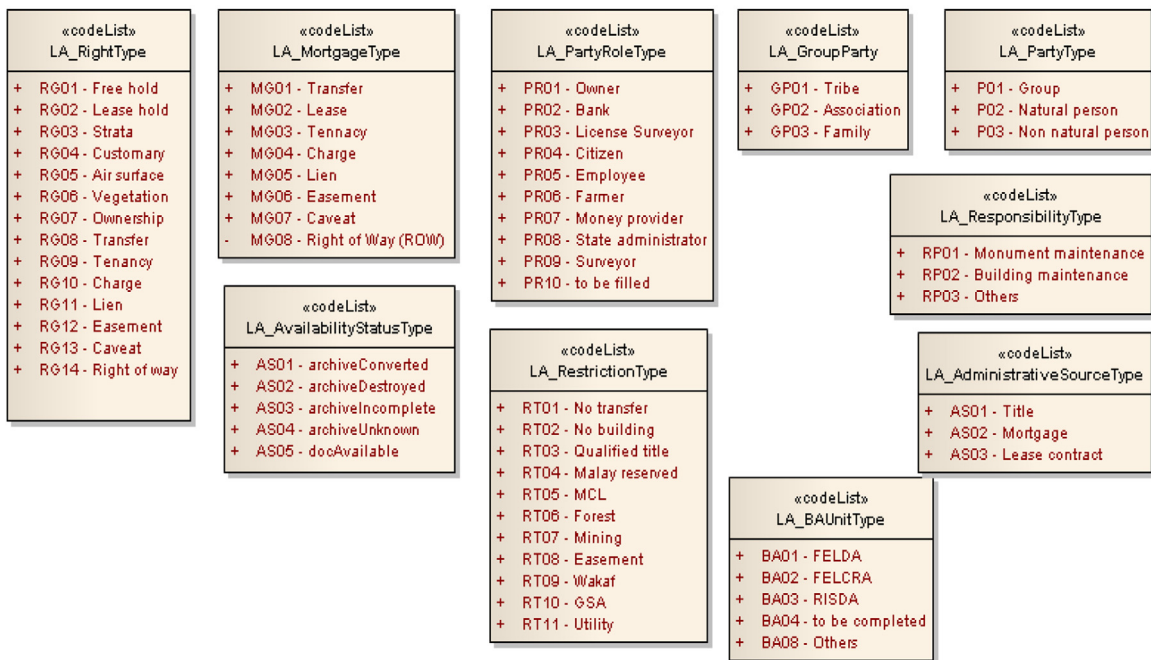 «codeList»
LA_RightType
+ RG01 - Free hold
+ RG02 - Lease hold
+ RG03 - Strata
+ RG04 - Customary
+ RG05 - Air surface
+ RG06 - Vegetation
+ RG07 - Ownership
+ RG08 - Transfer
+ RG09 - Tenancy
+ RG10 - Charge
+ RG11 - Lien
+ RG12 - Easement
+ RG13 - Caveat
+ RG14 - Right of way
«codeList»
LA_MortgageType
+ MG01 - Transfer
+ MG02 - Lease
+ MG03 - Tennacy
+ MG04 - Charge
+ MG05 - Lien
+ MG06 - Easement
+ MG07 - Caveat
- MG08 - Right of Way (ROW)
«codeList»
LA_AvailabilityStatusType
+ AS01 - archiveConverted
+ AS02 - archiveDestroyed
+ AS03 - archiveIncomplete
+ AS04 - archiveUnknown
+ AS05 - docAvailable
«codeList»
LA_PartyRoleType
+ PR01 - Owner
+ PR02 - Bank
+ PR03 - License Surveyor
+ PR04 - Citizen
+ PR05 - Employee
+ PR06 - Farmer
+ PR07 - Money provider
+ PR08 - State administrator
+ PR09 - Surveyor
+ PR10 - to be filled
«codeList»
LA_RestrictionType
+ RT01 - No transfer
+ RT02 - No building
+ RT03 - Qualified title
+ RT04 - Malay reserved
+ RT05 - MCL
+ RT06 - Forest
+ RT07 - Mining
+ RT08 - Easement
+ RT09 - Wakaf
+ RT10 - GSA
+ RT11 - Utility
«codeList»
LA_GroupParty
+ GP01 - Tribe
+ GP02 - Association
+ GP03 - Family
«codeList»
LA_PartyType
+ P01 - Group
+ P02 - Natural person
+ P03 - Non natural person
«codeList»
LA_ResponsibilityType
+ RP01 - Monument maintenance
+ RP02 - Building maintenance
+ RP03 - Others
«codeList»
LA_AdministrativeSourceType
+ AS01 - Title
+ AS02 - Mortgage
+ AS03 - Lease contract
«codeList»
LA_BAUnitType
+ BA01 - FELDA
+ BA02 - FELCRA
+ BA03 - RISDA
+ BA04 - to be completed
+ BA08 - Others